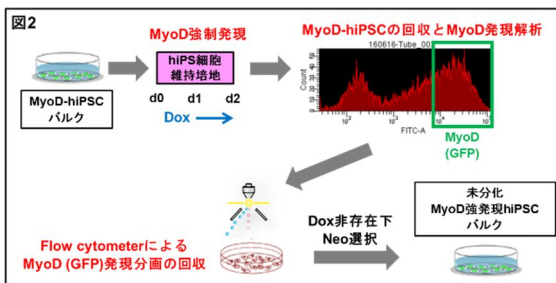 図2
MyoD強制発現
MyoD-hiPSCの回収とMyoD発現解析
hiPS細胞
維持培地
MyoD-hiPSC
バルク
d0 d1 d2
Dox
Count
10² 10³ 10⁴ 10⁵
FITC-A
MyoD
(GFP)
Flow cytometerによる
MyoD (GFP)発現分画の回収
Dox非存在下
Neo選択
未分化
MyoD強発現hiPSC
バルク